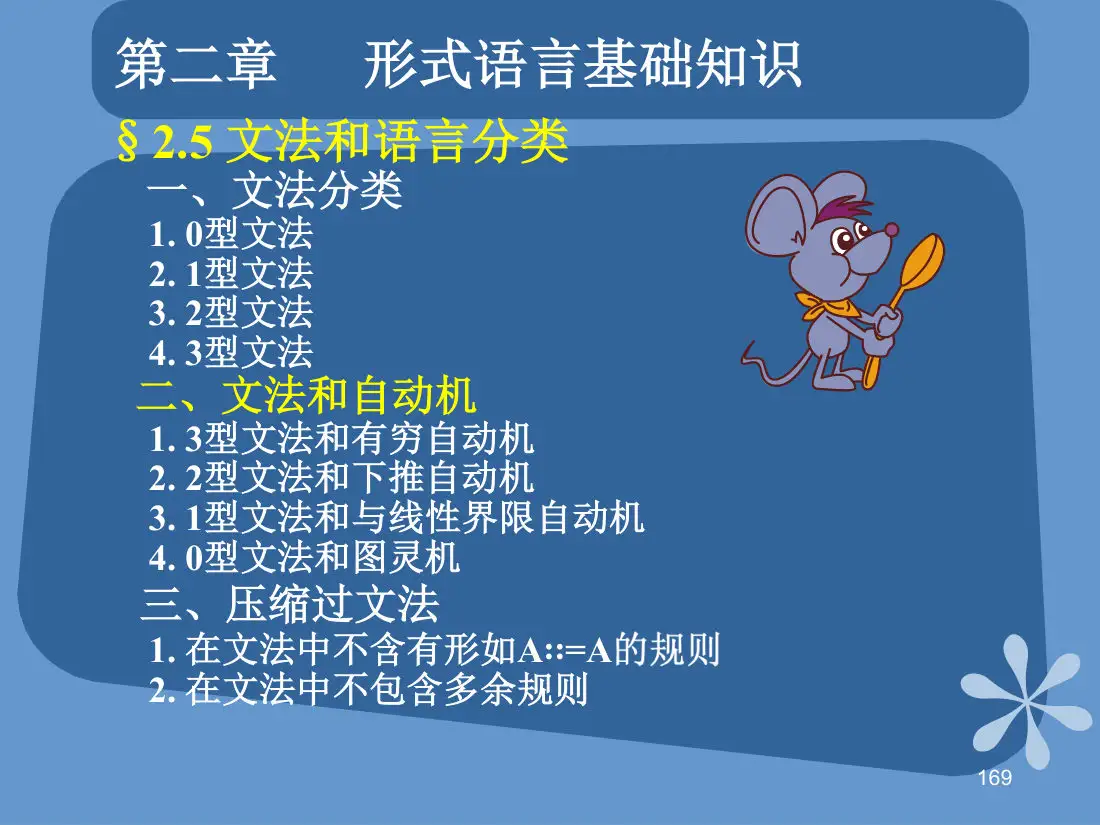 第二章 形式语言基础知识
§2.5 文法和语言分类
一、文法分类
1. 0型文法
2. 1型文法
3. 2型文法
4. 3型文法
二、文法和自动机
1. 3型文法和有穷自动机
2. 2型文法和下推自动机
3. 1型文法和与线性界限自动机
4. 0型文法和图灵机
三、压缩过文法
1. 在文法中不含有形如A::=A的规则
2. 在文法中不包含多余规则
169